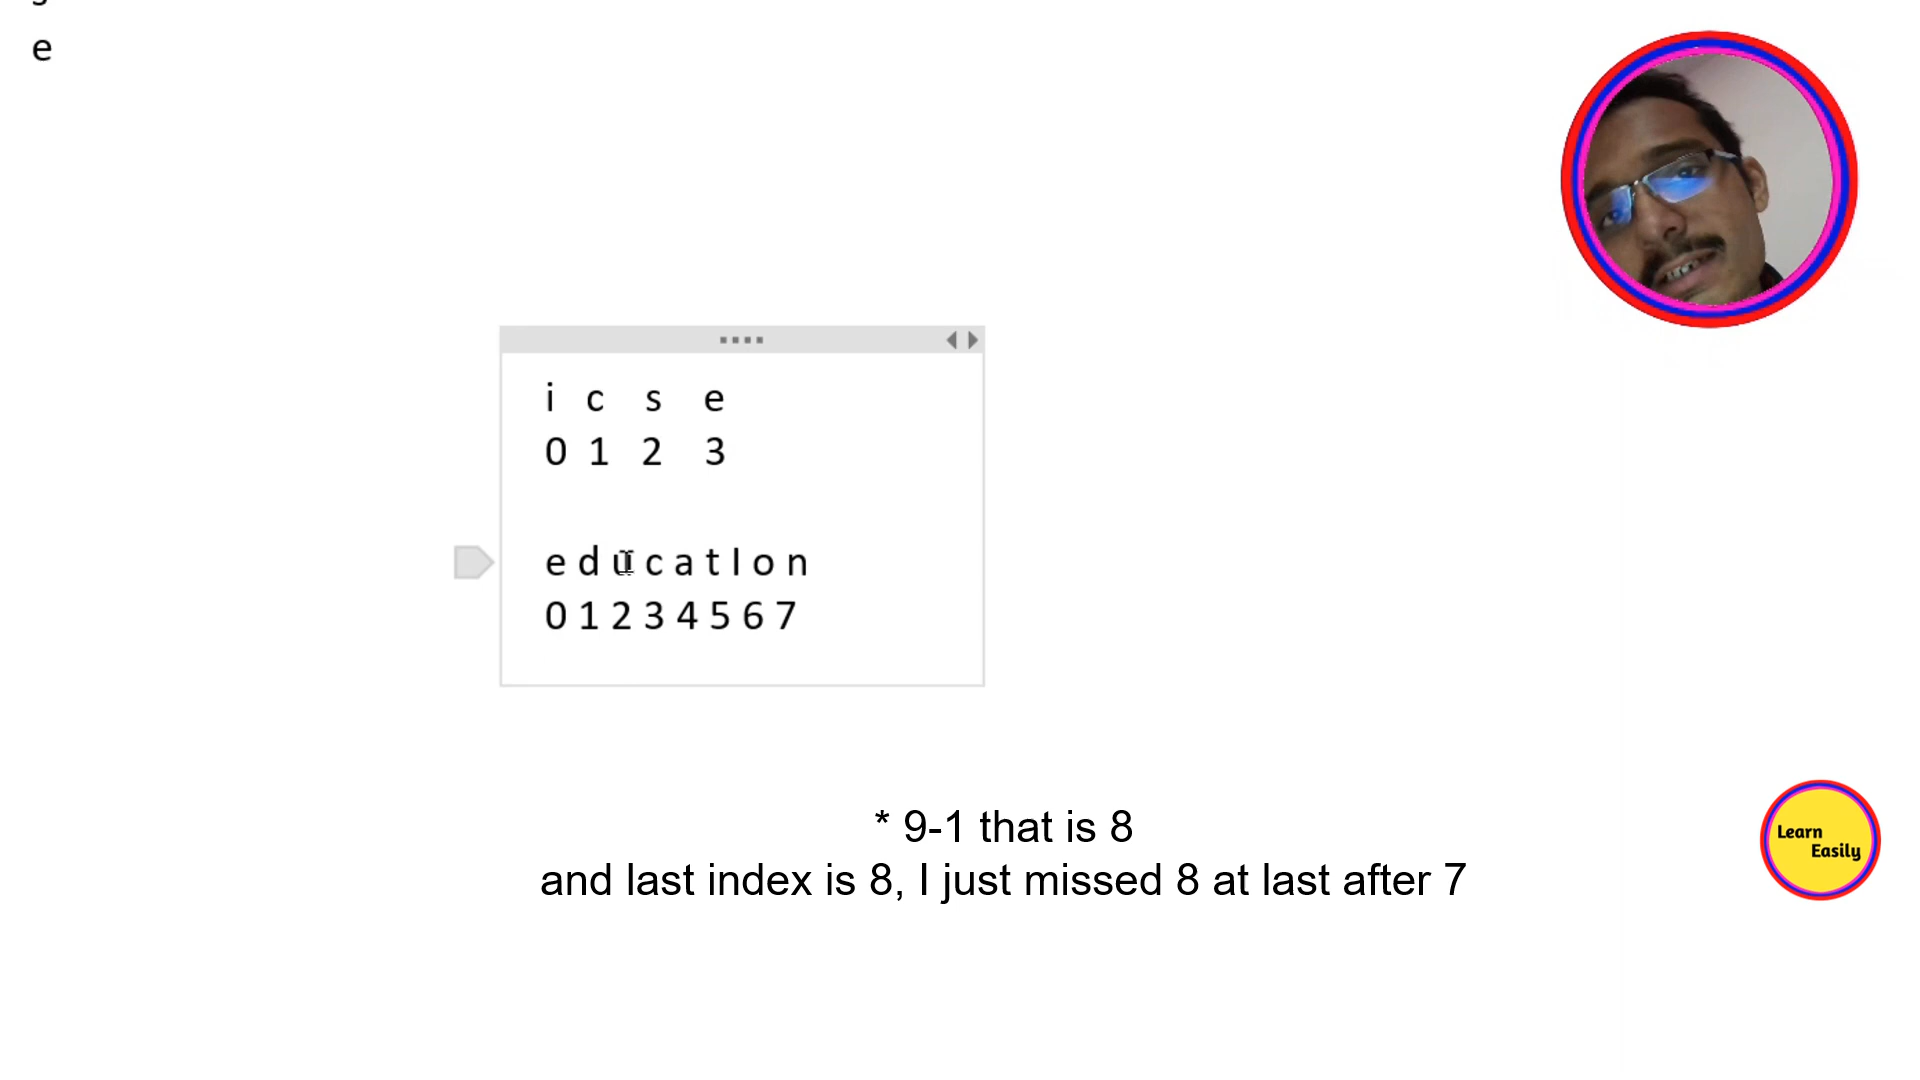 e
i c s e
0 1 2 3
e d u c a t I o n
0 1 2 3 4 5 6 7
* 9-1 that is 8
and last index is 8, I just missed 8 at last after 7
Learn
Easily